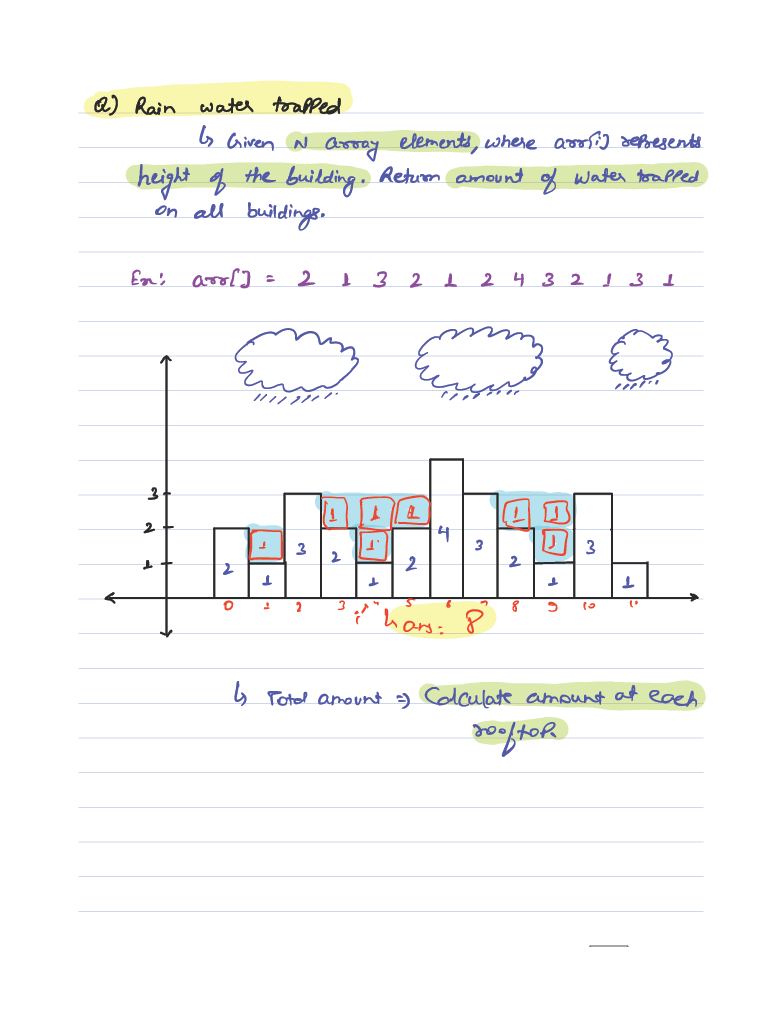 Q) Rain water trapped
↳ Given N array elements, where arr[i] represents
height of the building. Return amount of water trapped
on all buildings.
Ex: arr[] = 2 1 3 2 1 2 4 3 2 1 3 1
3 1 1 1 1 1
2 1 1 1
4
3 3 3
2 2 2 2
1 1 1 1 1
0 1 2 3 4 5 6 7 8 9 10 11
↳ ans: 8
↳ Total amount => Calculate amount at each
rooftop.